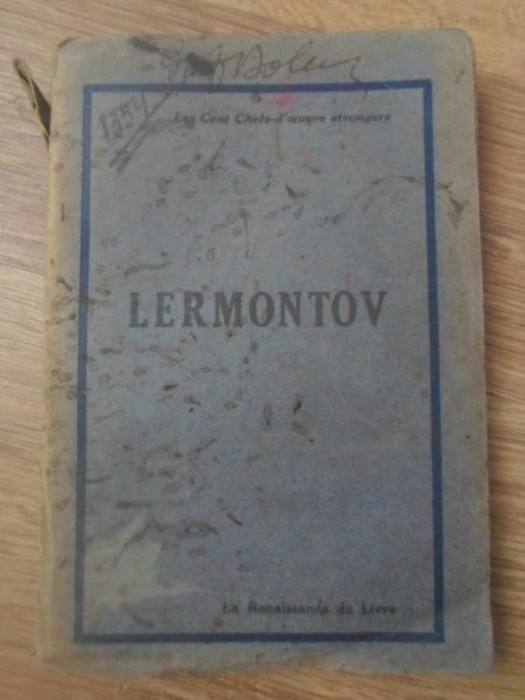 1354
Les Cent Chefs-d'œuvre étrangers
LERMONTOV
La Renaissance du Livre